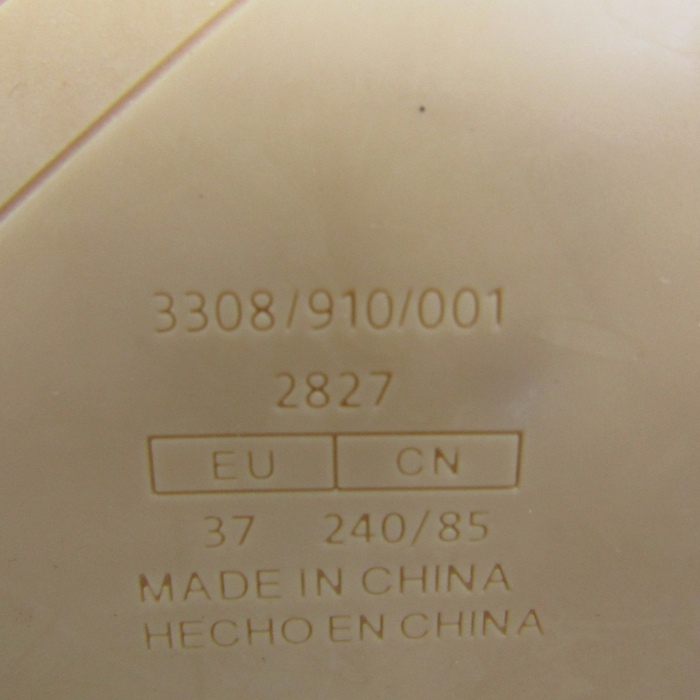 3308/910/001
2827
EU CN
37 240/85
MADE IN CHINA
HECHO EN CHINA